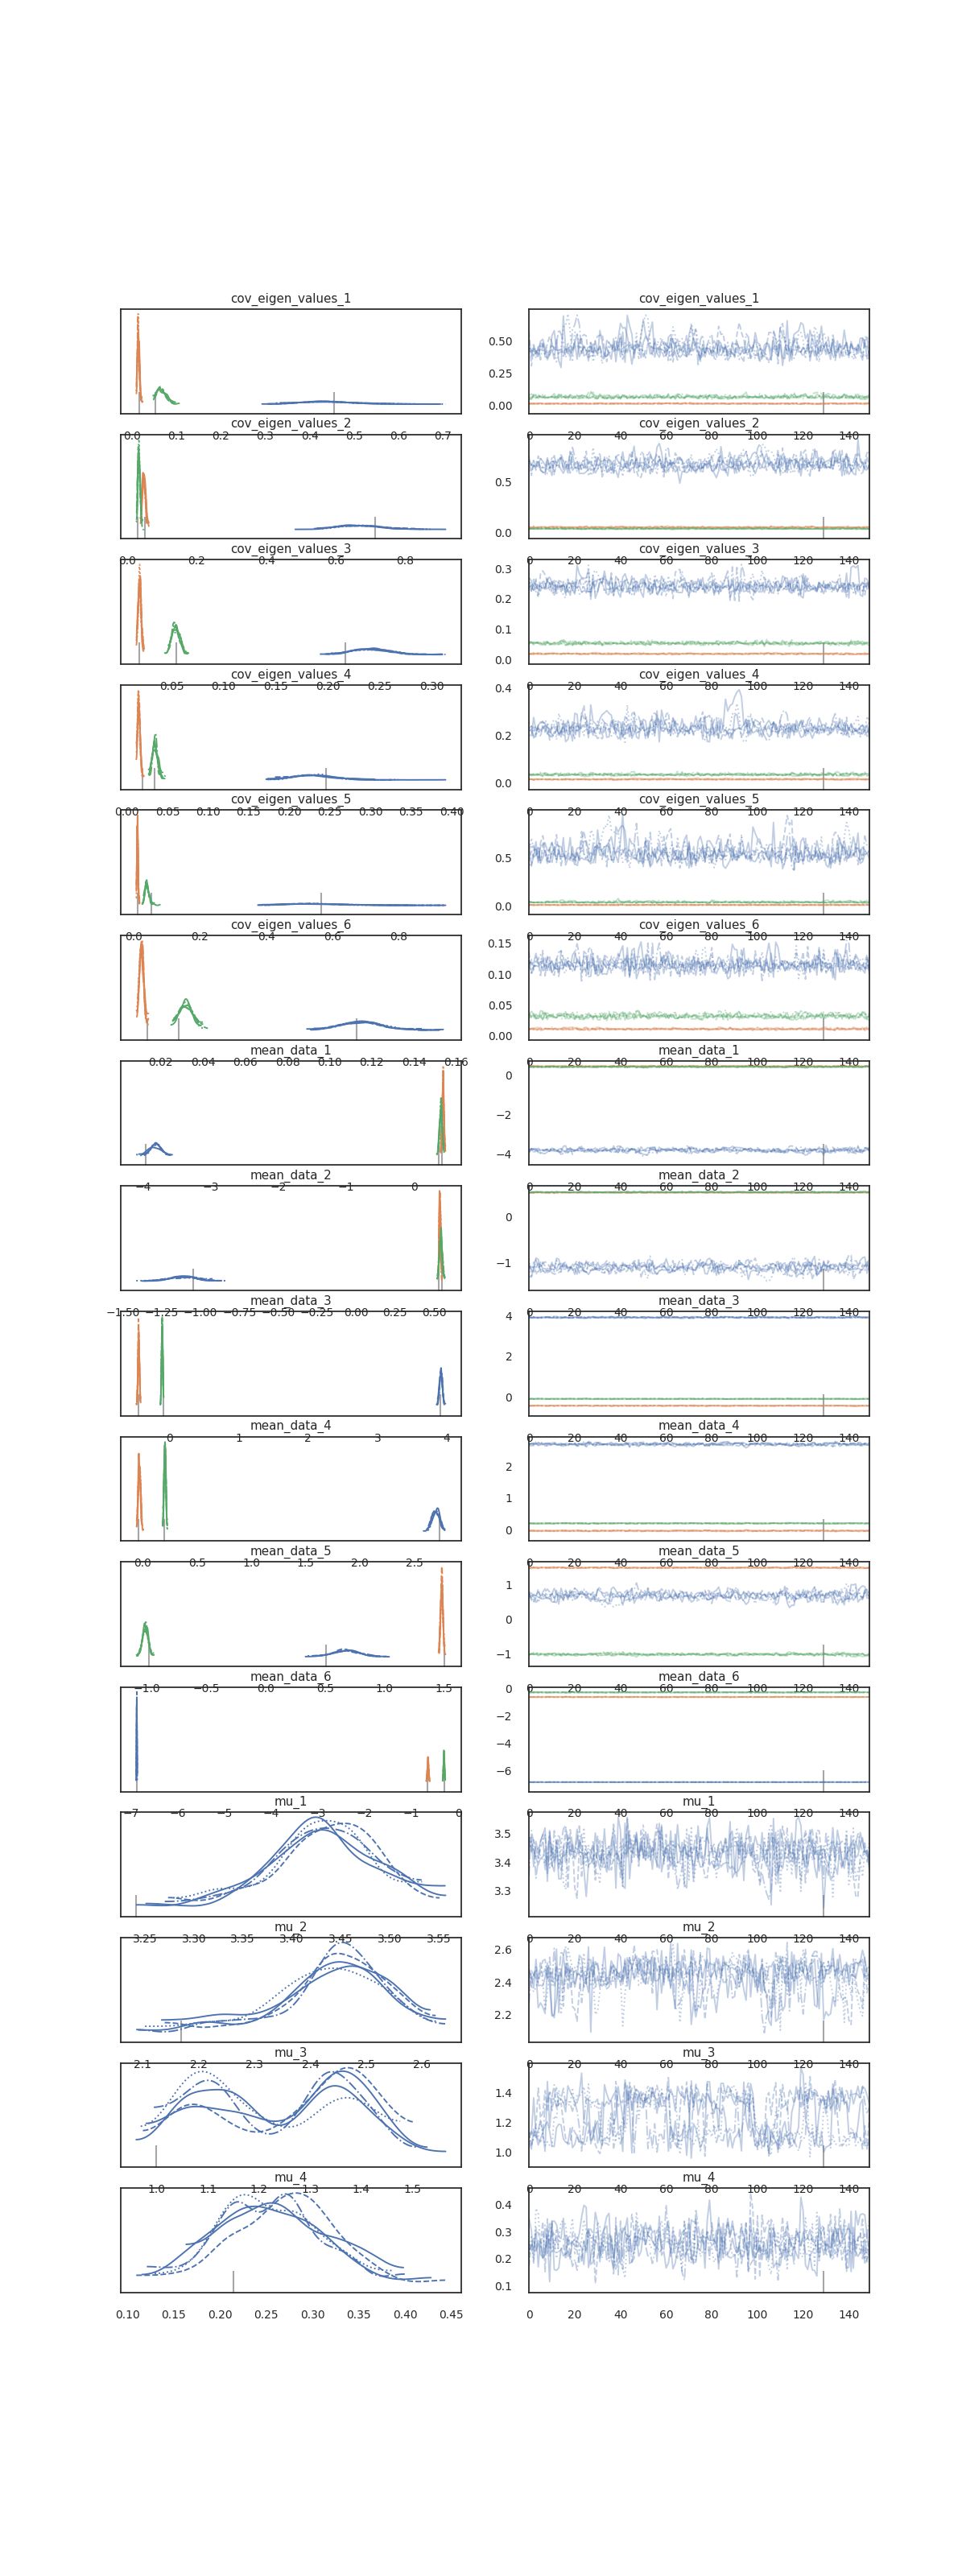 cov_eigen_values_1 cov_eigen_values_1
0.50
0.25
0.00
0.0 0.1 0.2 0.3 0.4 0.5 0.6 0.7 0 20 40 60 80 100 120 140
cov_eigen_values_2 cov_eigen_values_2
0.5
0.0
0.0 0.2 0.4 0.6 0.8 0 20 40 60 80 100 120 140
cov_eigen_values_3 cov_eigen_values_3
0.3
0.2
0.1
0.0
0.05 0.10 0.15 0.20 0.25 0.30 0 20 40 60 80 100 120 140
cov_eigen_values_4 cov_eigen_values_4
0.4
0.2
0.0
0.00 0.05 0.10 0.15 0.20 0.25 0.30 0.35 0.40 0 20 40 60 80 100 120 140
cov_eigen_values_5 cov_eigen_values_5
0.5
0.0
0.0 0.2 0.4 0.6 0.8 0 20 40 60 80 100 120 140
cov_eigen_values_6 cov_eigen_values_6
0.15
0.10
0.05
0.00
0.02 0.04 0.06 0.08 0.10 0.12 0.14 0.16 0 20 40 60 80 100 120 140
mean_data_1 mean_data_1
0
−2
−4
−4 −3 −2 −1 0 0 20 40 60 80 100 120 140
mean_data_2 mean_data_2
0
−1
−1.50 −1.25 −1.00 −0.75 −0.50 −0.25 0.00 0.25 0.50 0 20 40 60 80 100 120 140
mean_data_3 mean_data_3
4
2
0
0 1 2 3 4 0 20 40 60 80 100 120 140
mean_data_4 mean_data_4
2
1
0
0.0 0.5 1.0 1.5 2.0 2.5 0 20 40 60 80 100 120 140
mean_data_5 mean_data_5
1
0
−1
−1.0 −0.5 0.0 0.5 1.0 1.5 0 20 40 60 80 100 120 140
mean_data_6 mean_data_6
0
−2
−4
−6
−7 −6 −5 −4 −3 −2 −1 0 0 20 40 60 80 100 120 140
mu_1 mu_1
3.5
3.4
3.3
3.25 3.30 3.35 3.40 3.45 3.50 3.55 0 20 40 60 80 100 120 140
mu_2 mu_2
2.6
2.4
2.2
2.1 2.2 2.3 2.4 2.5 2.6 0 20 40 60 80 100 120 140
mu_3 mu_3
1.4
1.2
1.0
1.0 1.1 1.2 1.3 1.4 1.5 0 20 40 60 80 100 120 140
mu_4 mu_4
0.4
0.3
0.2
0.1
0.10 0.15 0.20 0.25 0.30 0.35 0.40 0.45 0 20 40 60 80 100 120 140